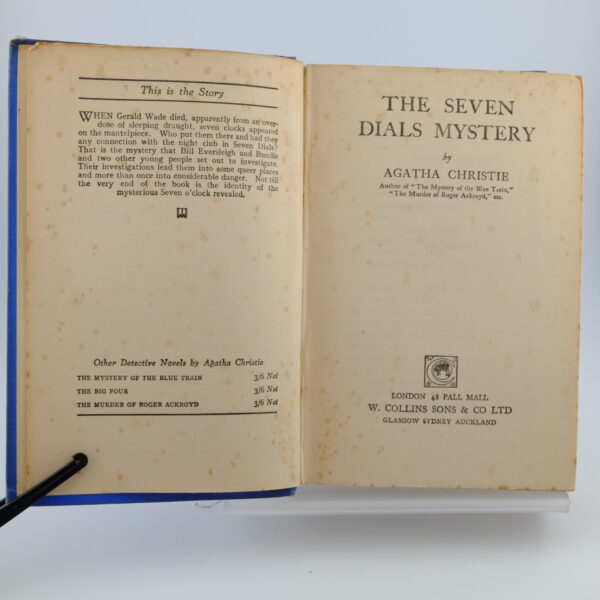 This is the Story
WHEN Gerald Wade died, apparently from an over-
dose of sleeping draught, seven clocks appeared
on the mantelpiece. Who put them there and had they
any connection with the night club in Seven Dials?
That is the mystery that Bill Eversleigh and Bundle
and two other young people set out to investigate.
Their investigations lead them into some queer places
and more than once into considerable danger. Not till
the very end of the book is the identity of the
mysterious Seven o'clock revealed.
Other Detective Novels by Agatha Christie
THE MYSTERY OF THE BLUE TRAIN 3/6 Net
THE BIG FOUR 3/6 Net
THE MURDER OF ROGER ACKROYD 3/6 Net
THE SEVEN
DIALS MYSTERY
by
AGATHA CHRISTIE
Author of "The Mystery of the Blue Train,"
"The Murder of Roger Ackroyd," etc.
LONDON 48 PALL MALL
W. COLLINS SONS & CO LTD
GLASGOW SYDNEY AUCKLAND